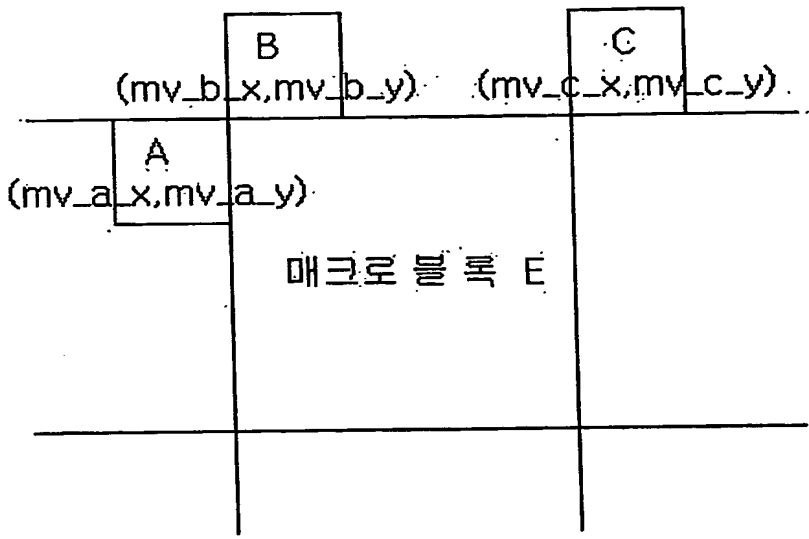 B
(mv_b_x,mv_b_y)
C
(mv_c_x,mv_c_y)
A
(mv_a_x,mv_a_y)
매크로블록 E